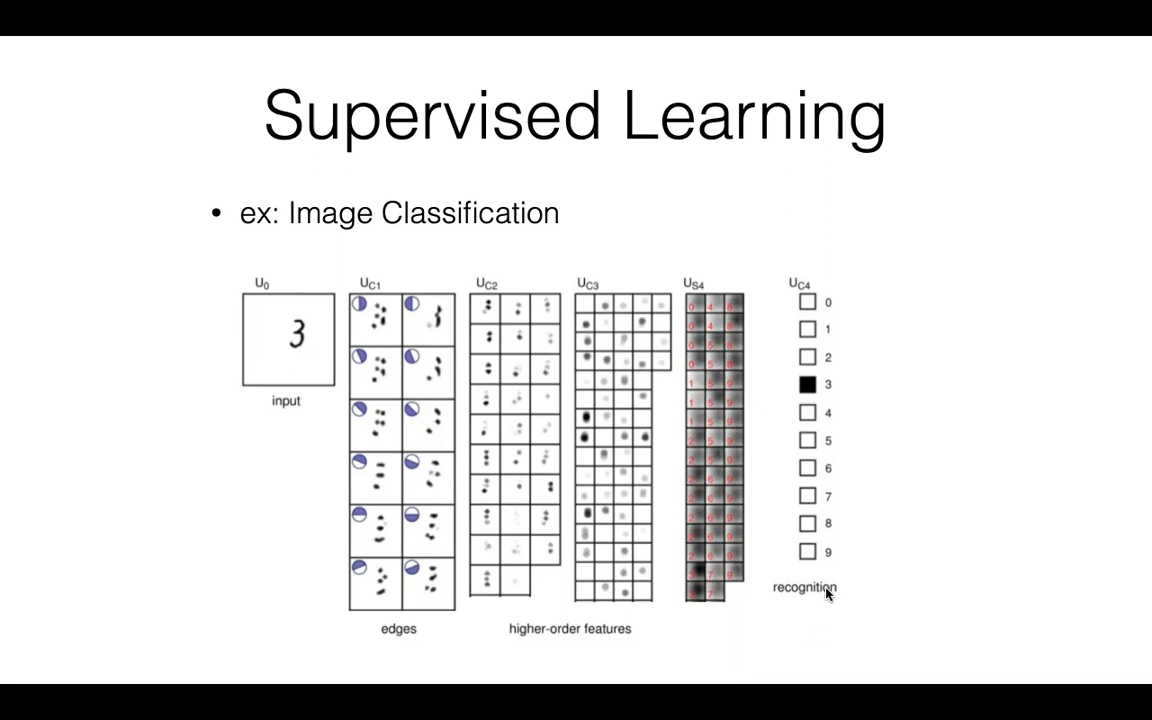 Supervised Learning
• ex: Image Classification
U0 UC1 UC2 UC3 US4 UC4
3
input
0
1
2
3
4
5
6
7
8
9
recognition
edges
higher-order features